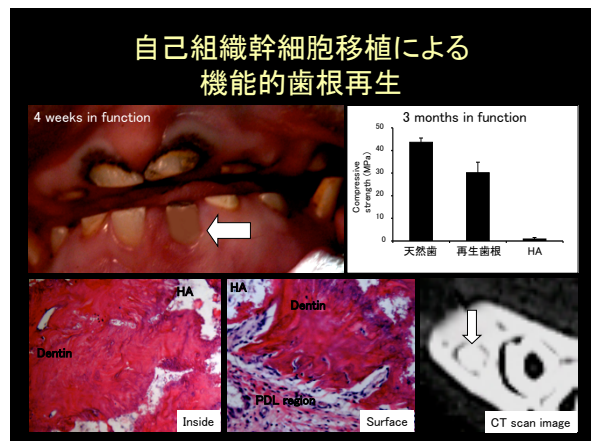 自己組織幹細胞移植による
機能的歯根再生
4 weeks in function
3 months in function
Compressive
strength (MPa)
50
40
30
20
10
0
天然歯 再生歯根 HA
HA
Dentin
Inside
HA
Dentin
PDL region
Surface
CT scan image